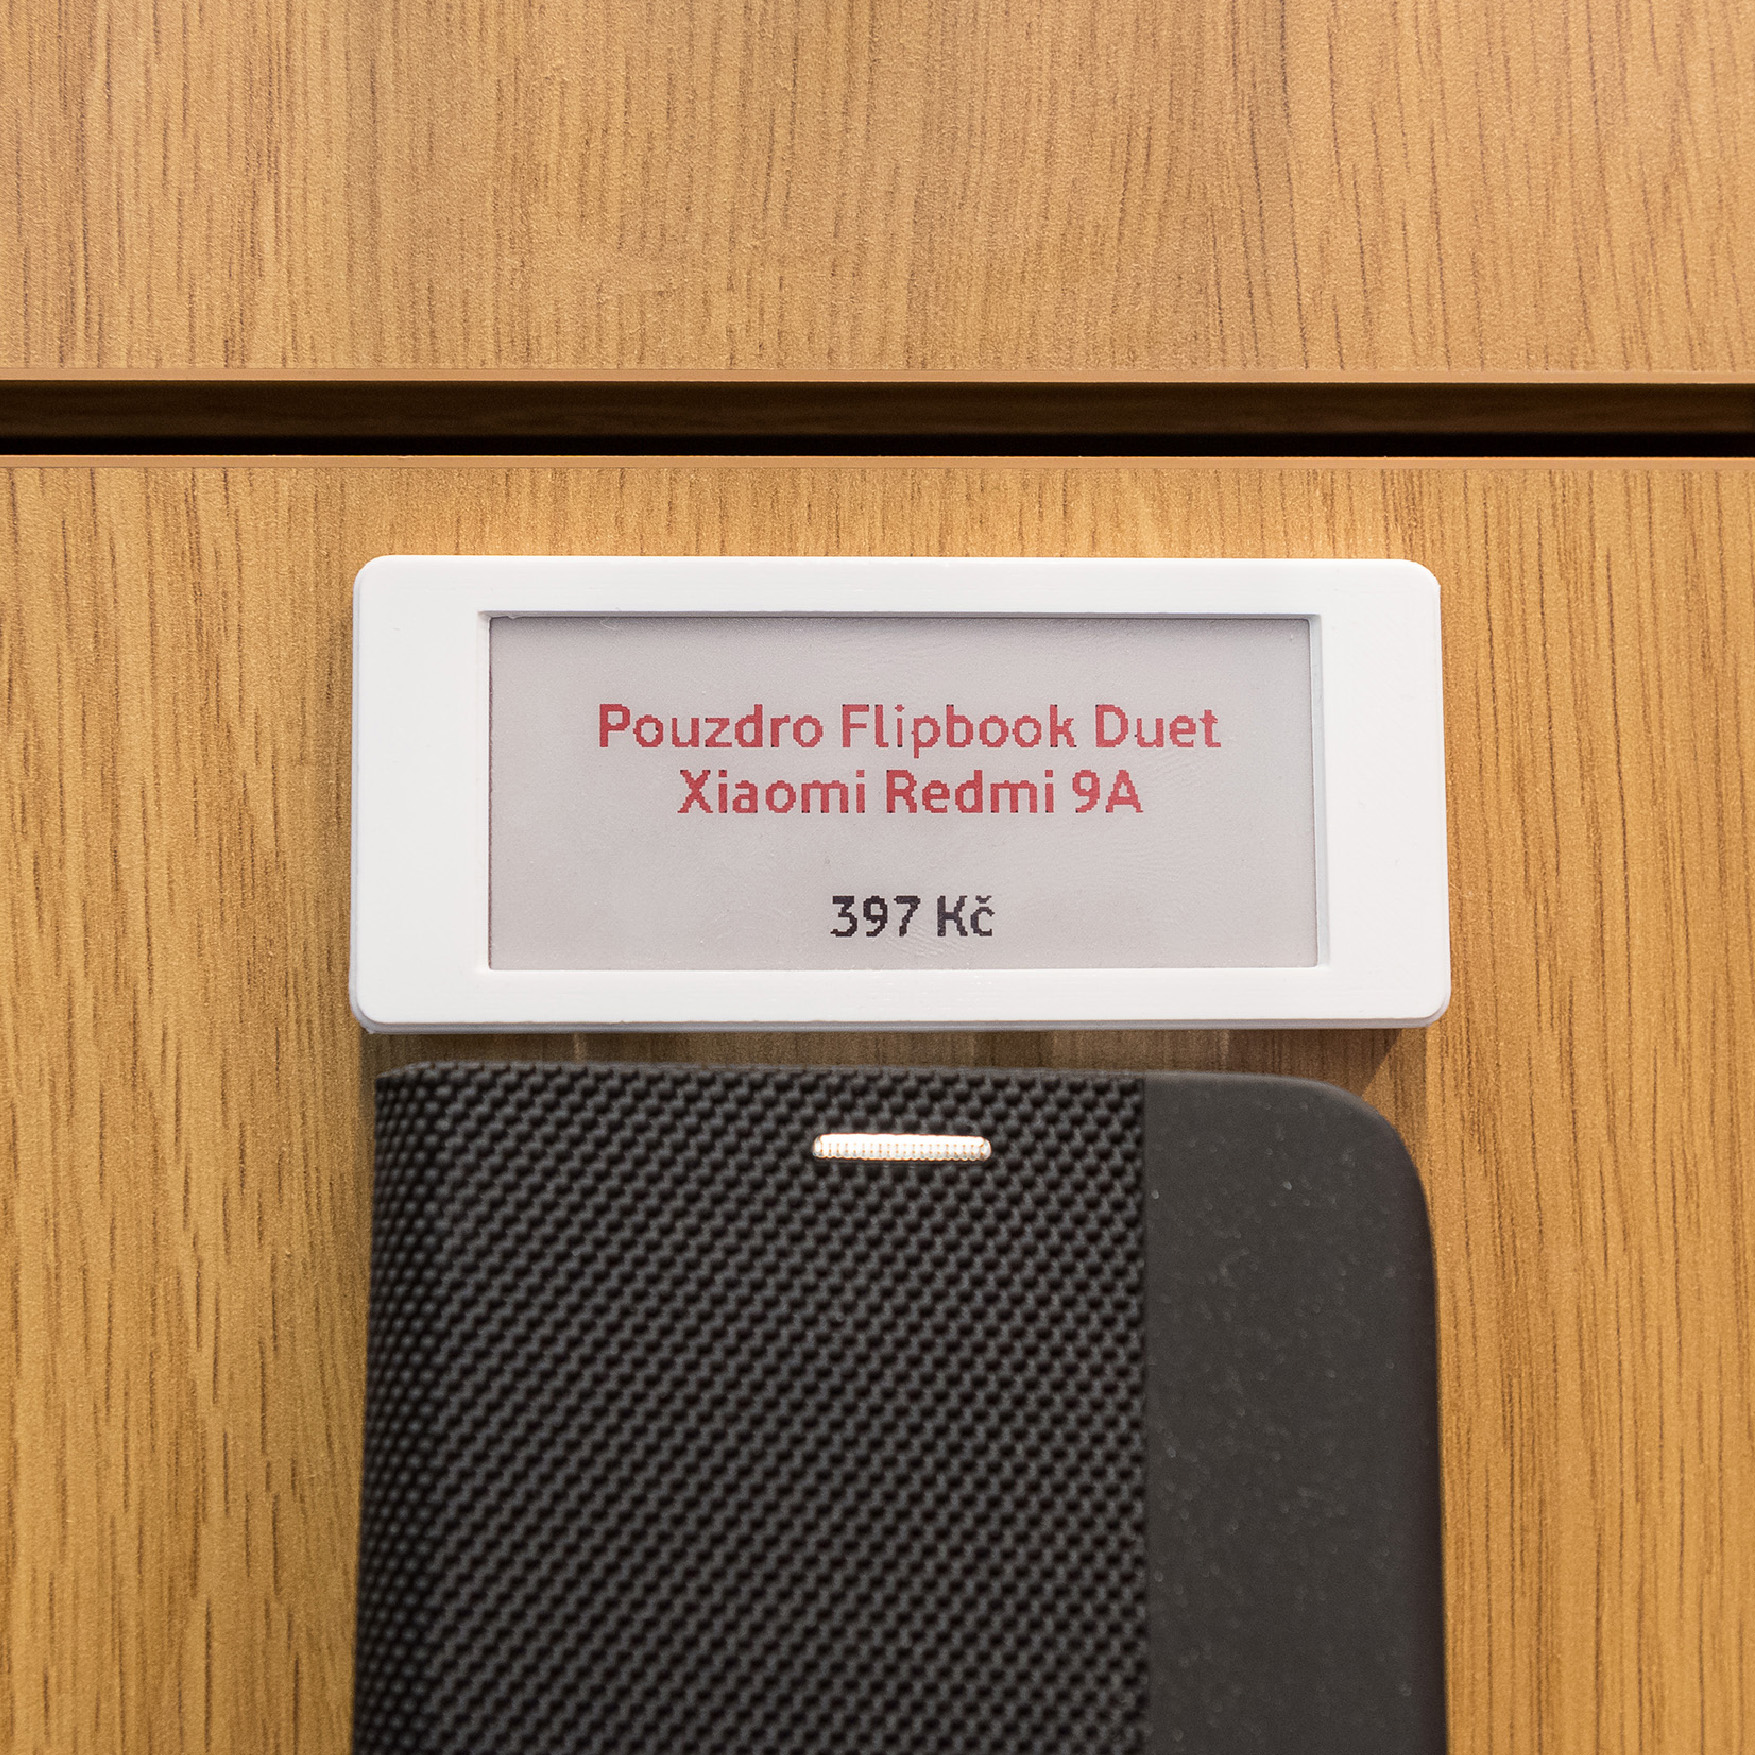 Pouzdro Flipbook Duet
Xiaomi Redmi 9A
397 Kč